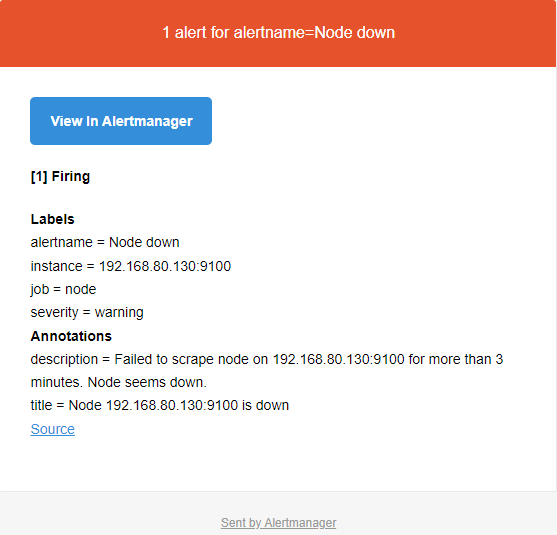 1 alert for alertname=Node down
View In Alertmanager
[1] Firing
Labels
alertname = Node down
instance = 192.168.80.130:9100
job = node
severity = warning
Annotations
description = Failed to scrape node on 192.168.80.130:9100 for more than 3
minutes. Node seems down.
title = Node 192.168.80.130:9100 is down
Source
Sent by Alertmanager